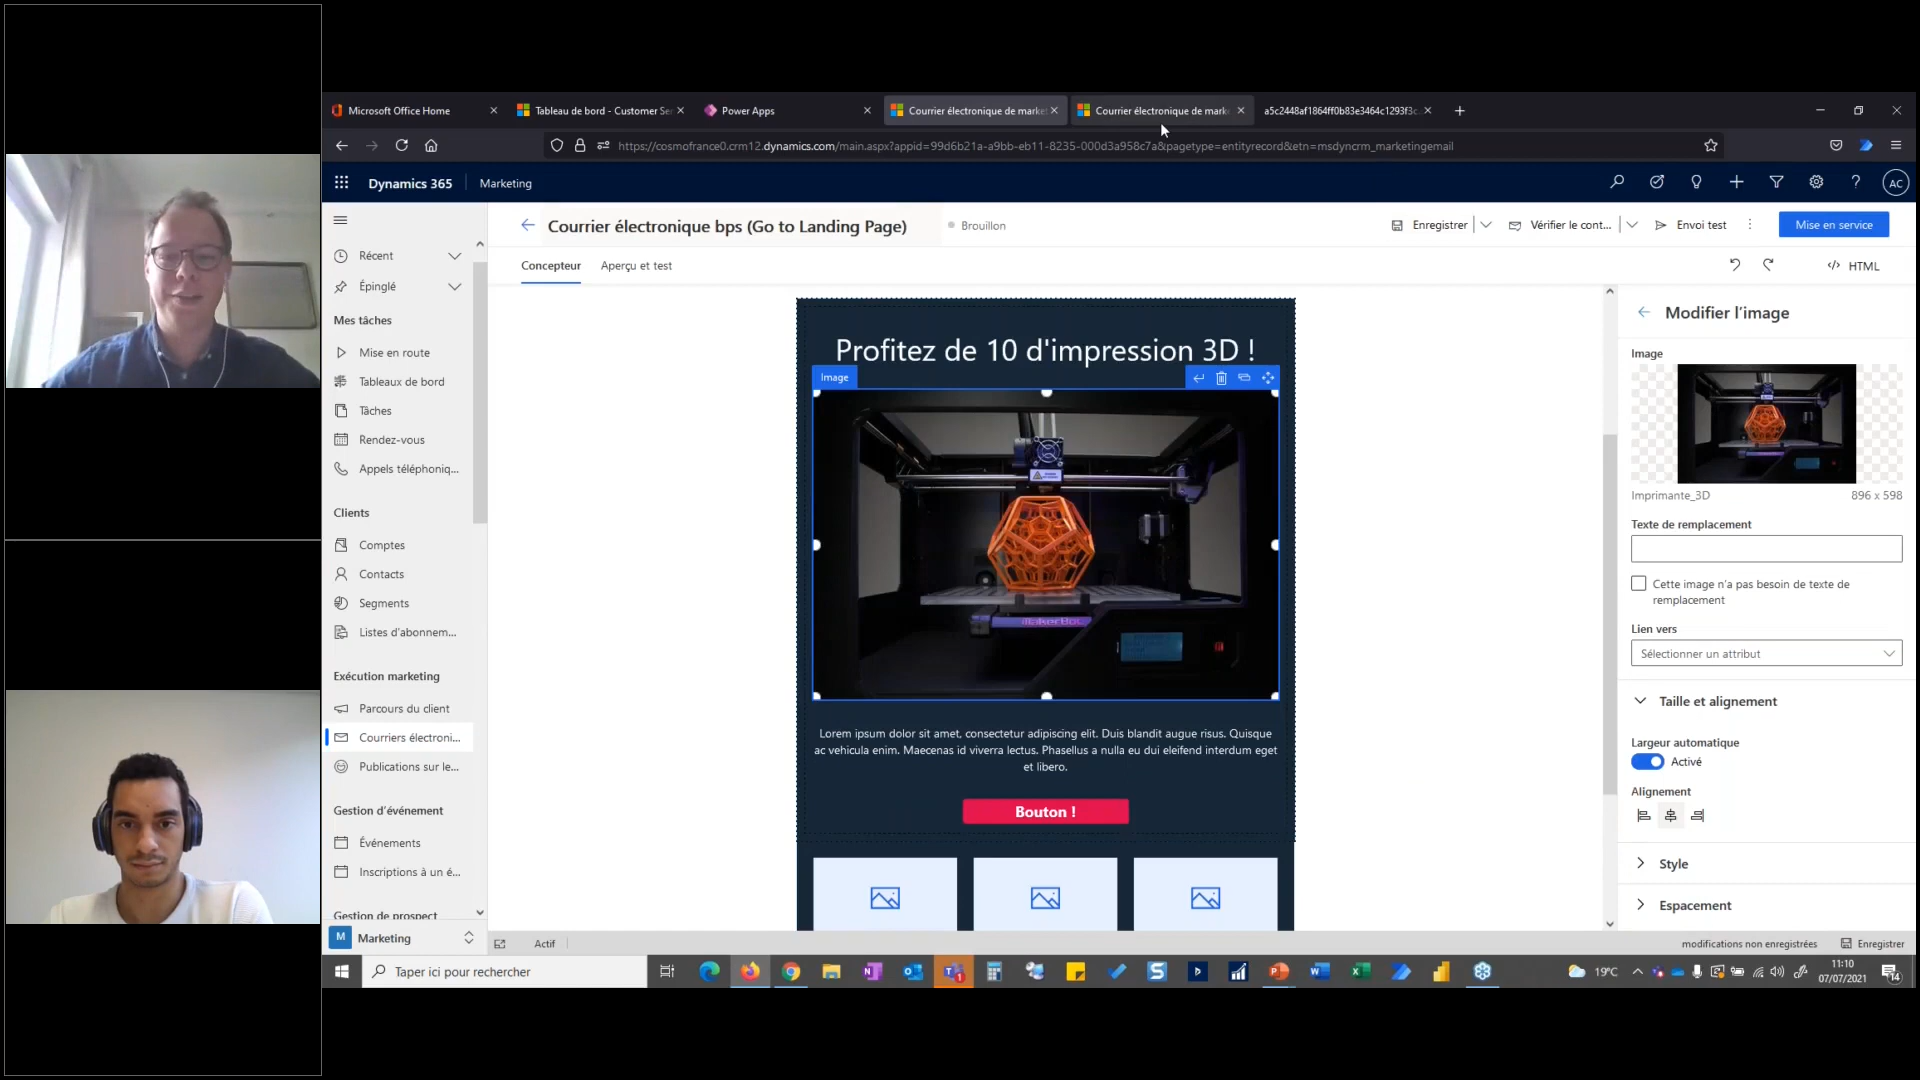 Microsoft Office Home
Tableau de bord - Customer Se
Power Apps
Courrier électronique de market
Courrier électronique de mark
a5c2448af1864ff0b83e3464c1293f3c
https://cosmofrance0.crm12.dynamics.com/main.aspx?appid=99d6b21a-a9bb-eb11-8235-000d3a958c7a&pagetype=entityrecord&etn=msdyncrm_marketingemail
Dynamics 365
Marketing
AC
Courrier électronique bps (Go to Landing Page)
Brouillon
Enregistrer
Vérifier le cont...
Envoi test
Mise en service
Concepteur
Aperçu et test
HTML
Récent
Épinglé
Mes tâches
Mise en route
Tableaux de bord
Tâches
Rendez-vous
Appels téléphoniq...
Clients
Comptes
Contacts
Segments
Listes d'abonnem...
Exécution marketing
Parcours du client
Courriers électroni...
Publications sur le...
Gestion d'événement
Événements
Inscriptions à un é...
Gestion de prospect
M
Marketing
Profitez de 10 d'impression 3D !
Image
MakerBot
Lorem ipsum dolor sit amet, consectetur adipiscing elit. Duis blandit augue risus. Quisque
ac vehicula enim. Maecenas id viverra lectus. Phasellus a nulla eu dui eleifend interdum eget
et libero.
Bouton !
Modifier l'image
Image
Imprimante_3D
896 x 598
Texte de remplacement
Cette image n'a pas besoin de texte de
remplacement
Lien vers
Sélectionner un attribut
Taille et alignement
Largeur automatique
Activé
Alignement
Style
Espacement
Actif
modifications non enregistrées
Enregistrer
Taper ici pour rechercher
19°C
11:10
07/07/2021